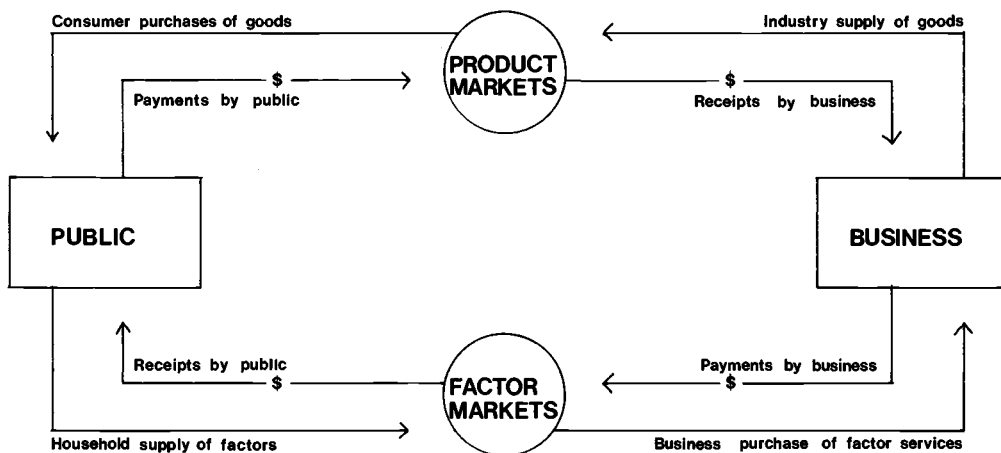 Consumer purchases of goods
Industry supply of goods
PRODUCT
MARKETS
$
Payments by public
$
Receipts by business
PUBLIC
BUSINESS
Receipts by public
$
Payments by business
$
FACTOR
MARKETS
Household supply of factors
Business purchase of factor services